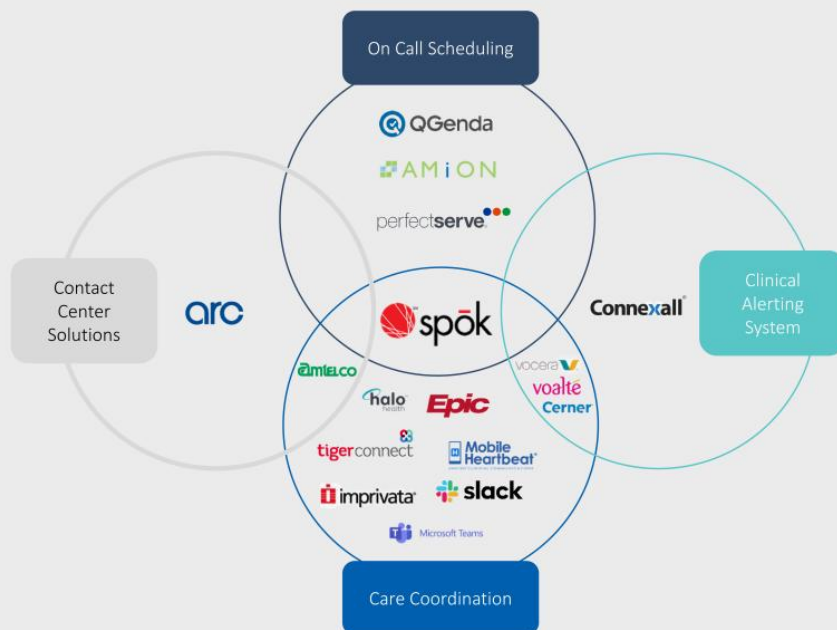 On Call Scheduling
QGenda
AMiON
perfectserve.
Contact
Center
Solutions
arc
spōk
Connexall
Clinical
Alerting
System
amtelco
vocera
voalté
Cerner
halo
health
Epic
tigerconnect
Mobile
Heartbeat
imprivata
slack
Microsoft Teams
Care Coordination